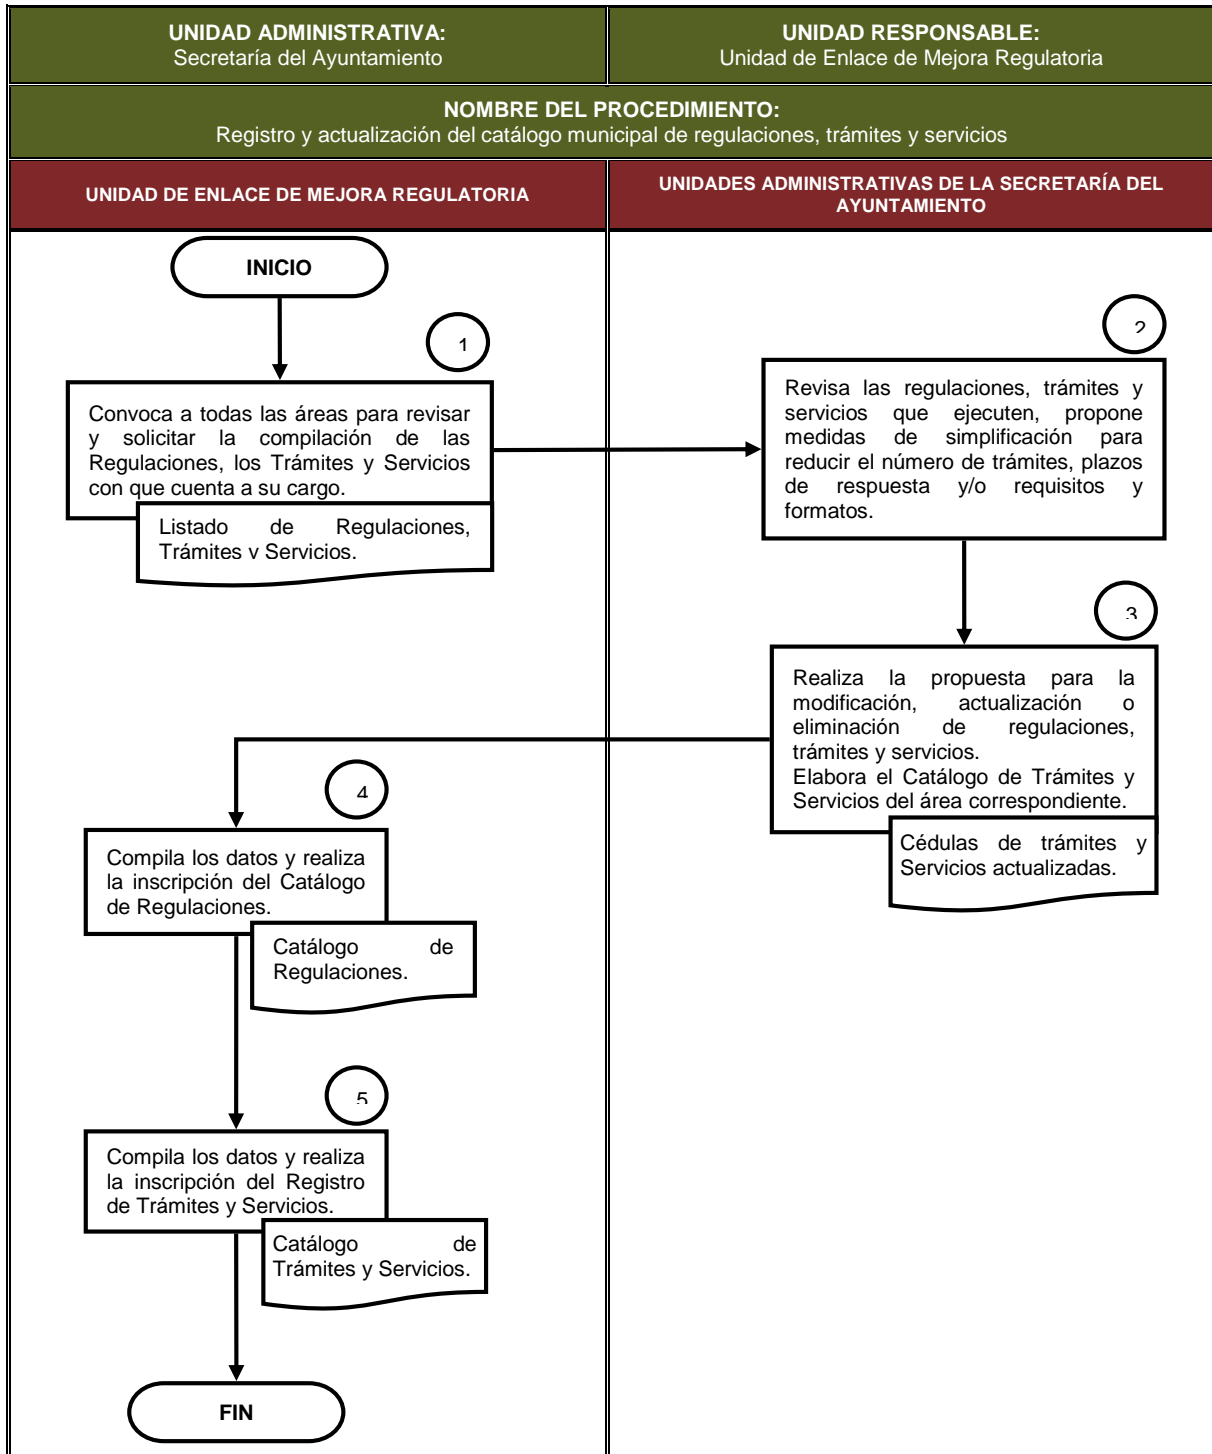 UNIDAD ADMINISTRATIVA:
Secretaría del Ayuntamiento
UNIDAD RESPONSABLE:
Unidad de Enlace de Mejora Regulatoria
NOMBRE DEL PROCEDIMIENTO:
Registro y actualización del catálogo municipal de regulaciones, trámites y servicios
UNIDAD DE ENLACE DE MEJORA REGULATORIA
UNIDADES ADMINISTRATIVAS DE LA SECRETARÍA DEL
AYUNTAMIENTO
INICIO
1
Convoca a todas las áreas para revisar
y solicitar la compilación de las
Regulaciones, los Trámites y Servicios
con que cuenta a su cargo.
Listado de Regulaciones,
Trámites y Servicios.
2
Revisa las regulaciones, trámites y
servicios que ejecuten, propone
medidas de simplificación para
reducir el número de trámites, plazos
de respuesta y/o requisitos y
formatos.
3
Realiza la propuesta para la
modificación, actualización o
eliminación de regulaciones,
trámites y servicios.
Elabora el Catálogo de Trámites y
Servicios del área correspondiente.
Cédulas de trámites y
Servicios actualizadas.
4
Compila los datos y realiza
la inscripción del Catálogo
de Regulaciones.
Catálogo de
Regulaciones.
5
Compila los datos y realiza
la inscripción del Registro
de Trámites y Servicios.
Catálogo de
Trámites y Servicios.
FIN